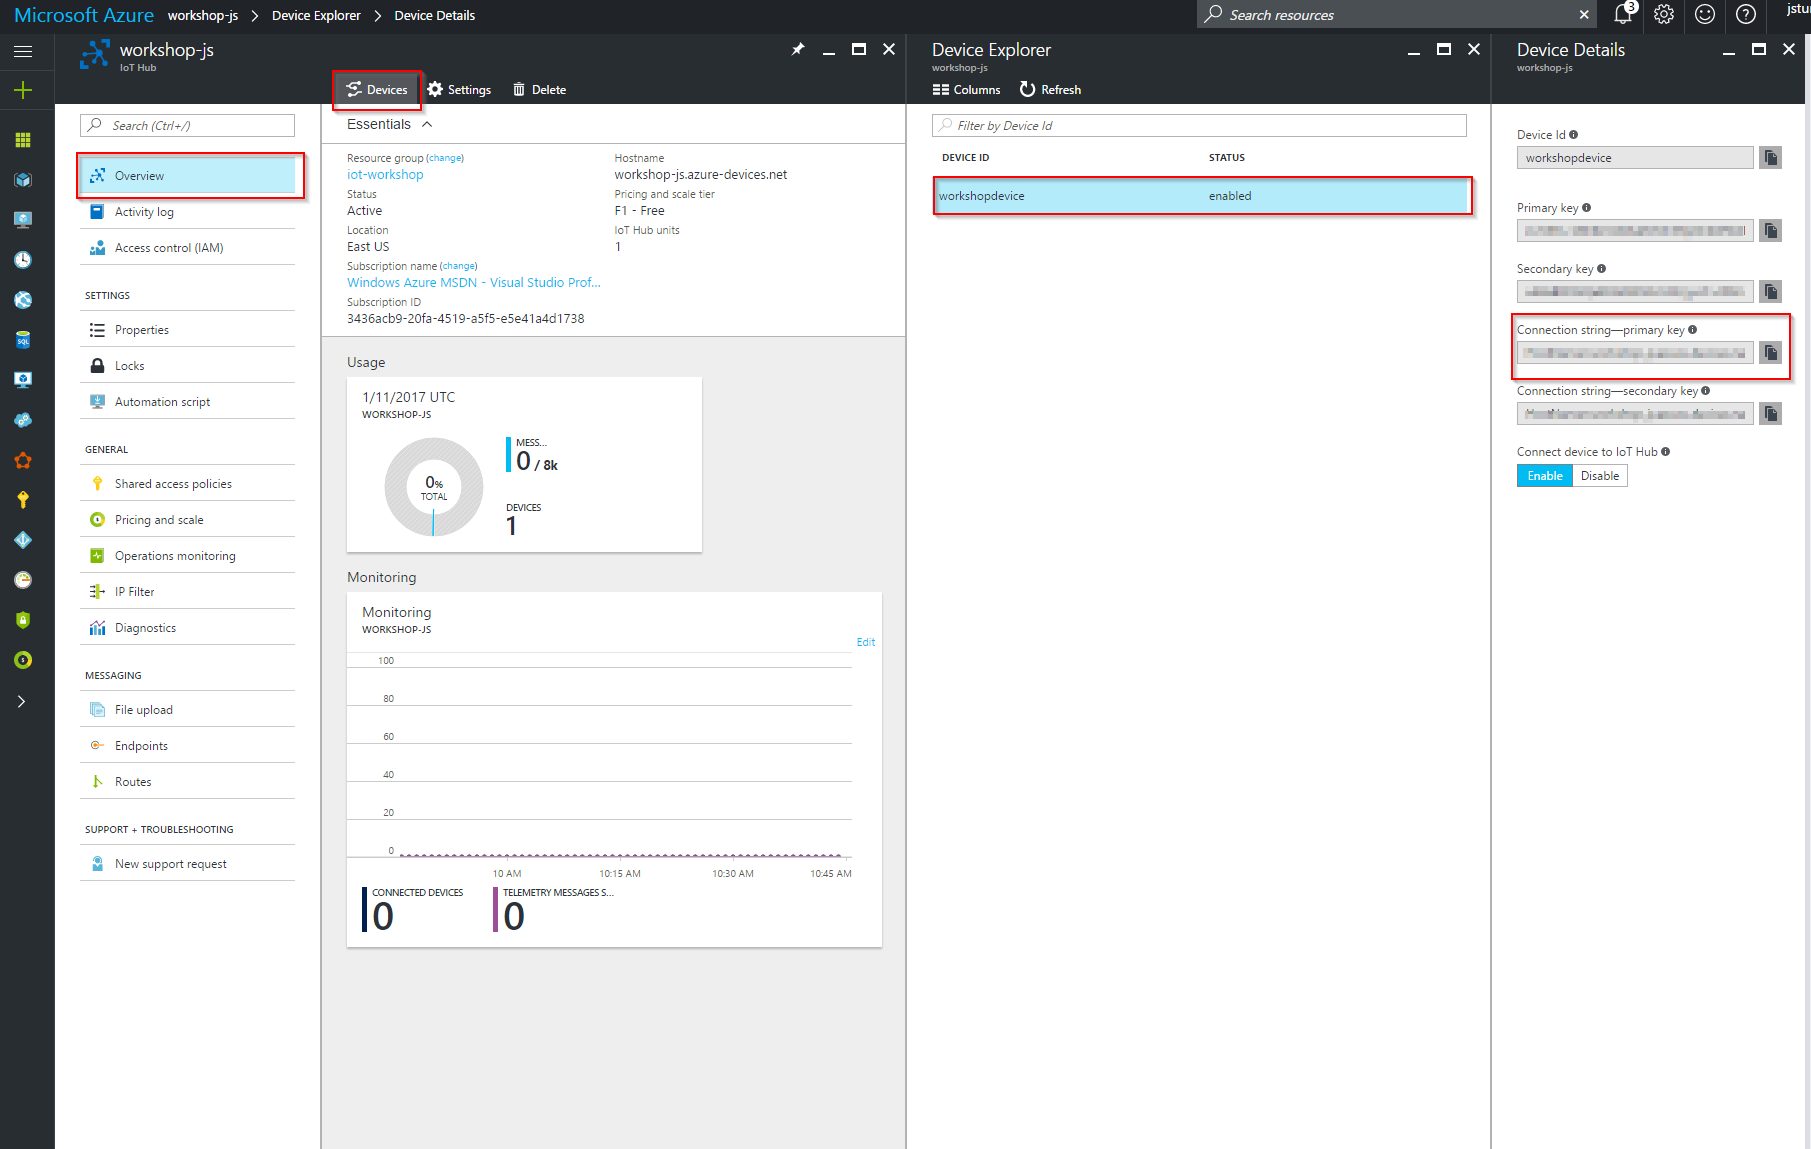 Microsoft Azure workshop-js > Device Explorer > Device Details
Search resources
3
jstur
workshop-js
IoT Hub
Devices
Settings
Delete
Search (Ctrl+/)
Overview
Activity log
Access control (IAM)
SETTINGS
Properties
Locks
Automation script
GENERAL
Shared access policies
Pricing and scale
Operations monitoring
IP Filter
Diagnostics
MESSAGING
File upload
Endpoints
Routes
SUPPORT + TROUBLESHOOTING
New support request
Essentials
Resource group (change)
iot-workshop
Status
Active
Location
East US
Subscription name (change)
Windows Azure MSDN - Visual Studio Prof...
Subscription ID
3436acb9-20fa-4519-a5f5-e5e41a4d1738
Hostname
workshop-js.azure-devices.net
Pricing and scale tier
F1 - Free
IoT Hub units
1
Usage
1/11/2017 UTC
WORKSHOP-JS
0%
TOTAL
MESS...
0 / 8k
DEVICES
1
Monitoring
Monitoring
WORKSHOP-JS
Edit
100
80
60
40
20
0
10 AM
10:15 AM
10:30 AM
10:45 AM
CONNECTED DEVICES
0
TELEMETRY MESSAGES S...
0
Device Explorer
workshop-js
Columns
Refresh
Filter by Device Id
DEVICE ID
STATUS
workshopdevice
enabled
Device Details
workshop-js
Device Id
workshopdevice
Primary key
Secondary key
Connection string—primary key
Connection string—secondary key
Connect device to IoT Hub
Enable
Disable